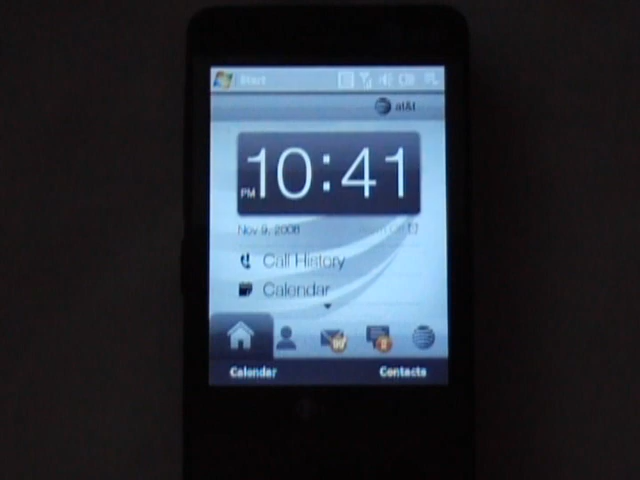 Start
at&t
10:41
PM
Nov 9, 2008
Call History
Calendar
Calendar Contacts